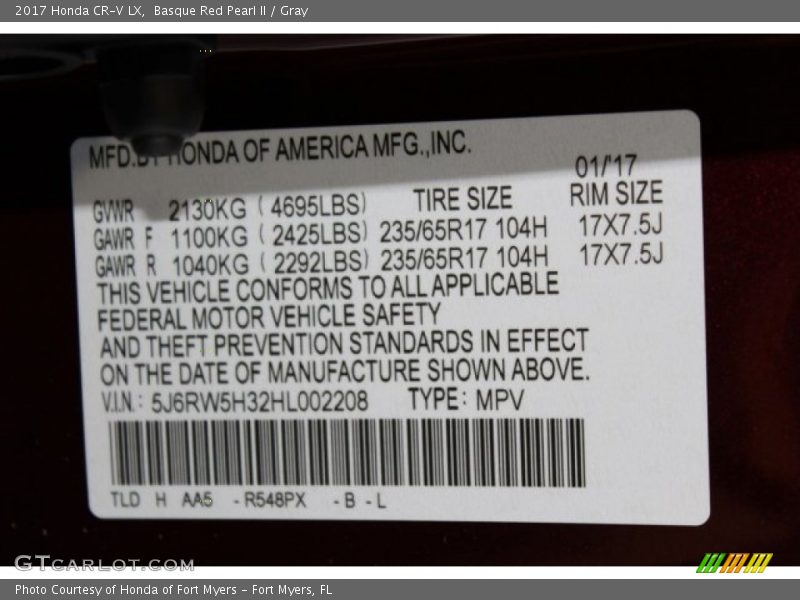 2017 Honda CR-V LX, Basque Red Pearl II / Gray
MFD.BY HONDA OF AMERICA MFG.,INC.
01/'17
GVWR 2130KG (4695LBS) TIRE SIZE RIM SIZE
GAWR F 1100KG (2425LBS) 235/65R17 104H 17X7.5J
GAWR R 1040KG (2292LBS) 235/65R17 104H 17X7.5J
THIS VEHICLE CONFORMS TO ALL APPLICABLE
FEDERAL MOTOR VEHICLE SAFETY
AND THEFT PREVENTION STANDARDS IN EFFECT
ON THE DATE OF MANUFACTURE SHOWN ABOVE.
V.I.N.: 5J6RW5H32HL002208 TYPE: MPV
TLD H AA5 -R548PX -B -L
GTCARLOT.COM
Photo Courtesy of Honda of Fort Myers - Fort Myers, FL